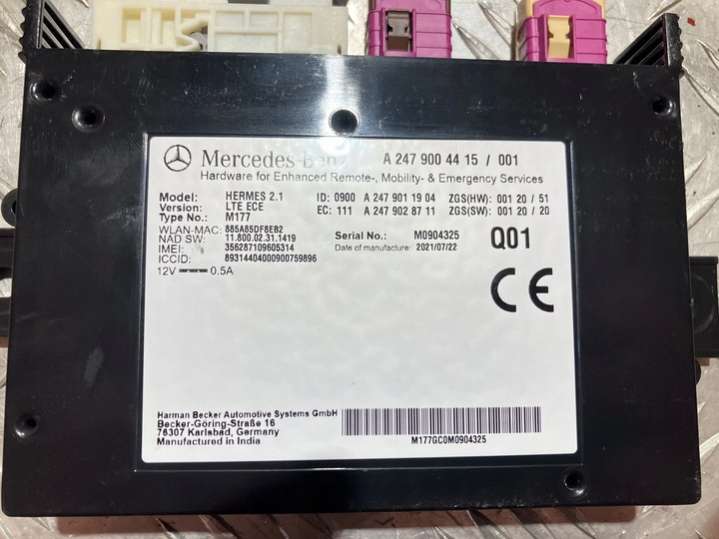 Mercedes-Benz A 247 900 44 15 / 001
Hardware for Enhanced Remote-, Mobility- & Emergency Services
Model: HERMES 2.1 ID: 0900 A 247 901 19 04 ZGS(HW): 001 20 / 51
Version: LTE ECE EC: 111 A 247 902 87 11 ZGS(SW): 001 20 / 20
Type No.: M177
WLAN-MAC: 885A85DF8EB2 Serial No.: M0904325 Q01
NAD SW: 11.800.02.31.1419 Date of manufacture: 2021/07/22
IMEI: 356287109605314
ICCID: 89314404000900759896
12V 0.5A
CE
Harman Becker Automotive Systems GmbH
Becker-Göring-Straße 16
76307 Karlsbad, Germany
Manufactured in India
M177GC0M0904325